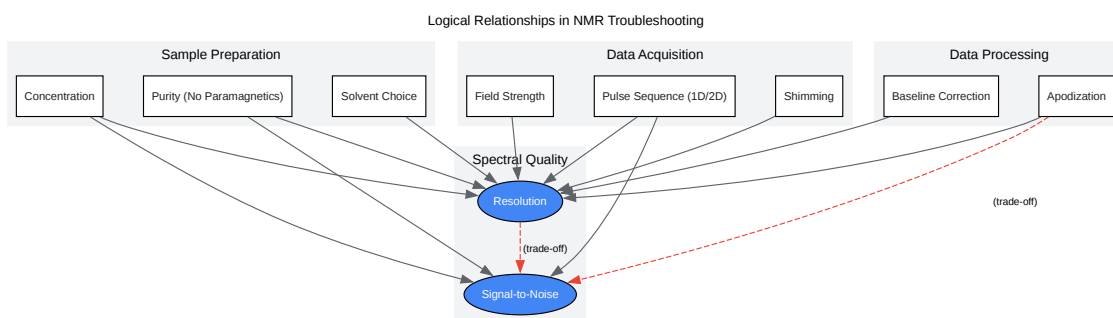 Logical Relationships in NMR Troubleshooting
Sample Preparation
Data Acquisition
Data Processing
Concentration
Purity (No Paramagnetics)
Solvent Choice
Field Strength
Pulse Sequence (1D/2D)
Shimming
Baseline Correction
Apodization
Spectral Quality
Resolution
(trade-off)
(trade-off)
Signal-to-Noise